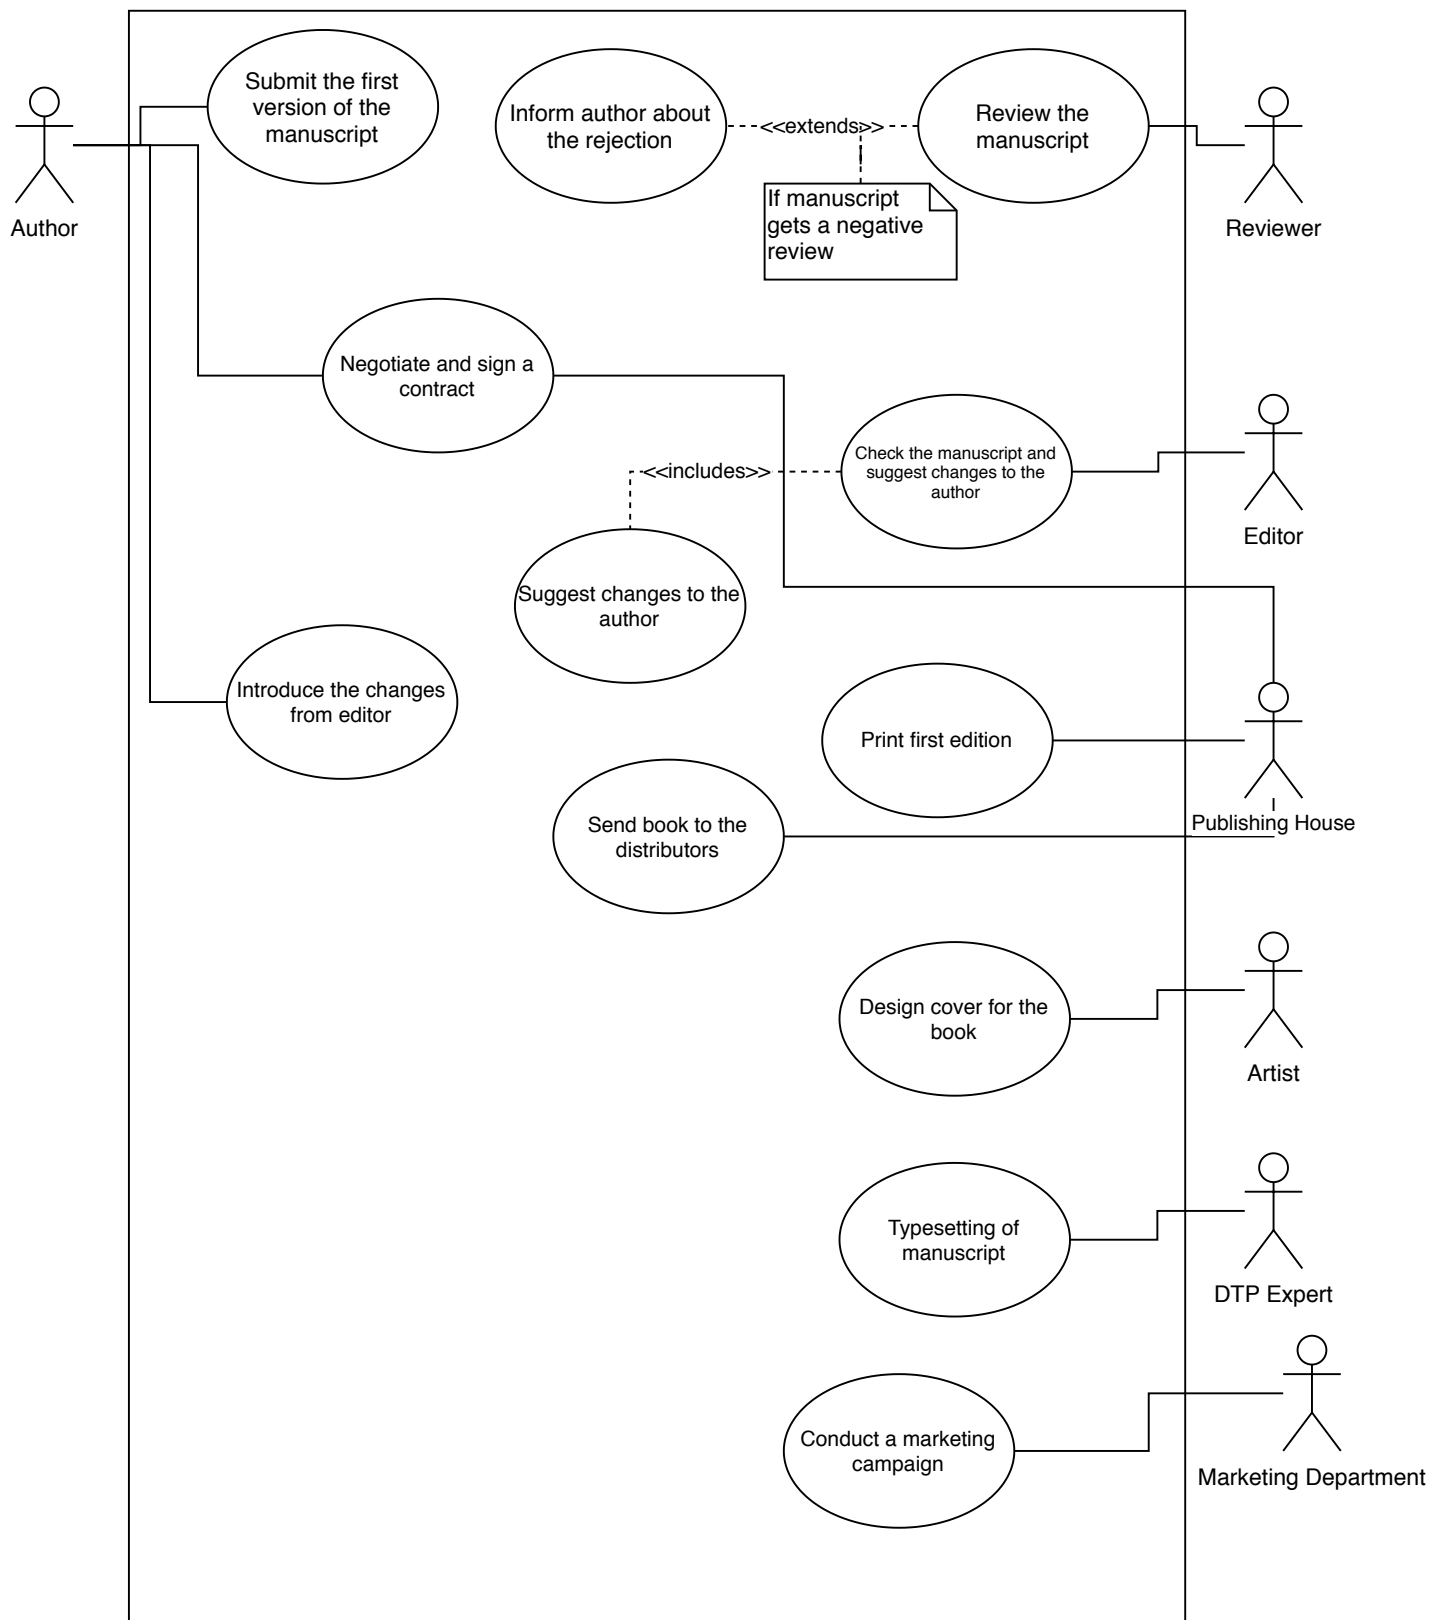 Submit the first
version of the
manuscript
Inform author about
the rejection
<<extends>>
Review the
manuscript
If manuscript
gets a negative
review
Author
Reviewer
Negotiate and sign a
contract
Check the manuscript and
suggest changes to the
author
<<includes>>
Editor
Suggest changes to the
author
Introduce the changes
from editor
Print first edition
Send book to the
distributors
Publishing House
Design cover for the
book
Artist
Typesetting of
manuscript
DTP Expert
Conduct a marketing
campaign
Marketing Department